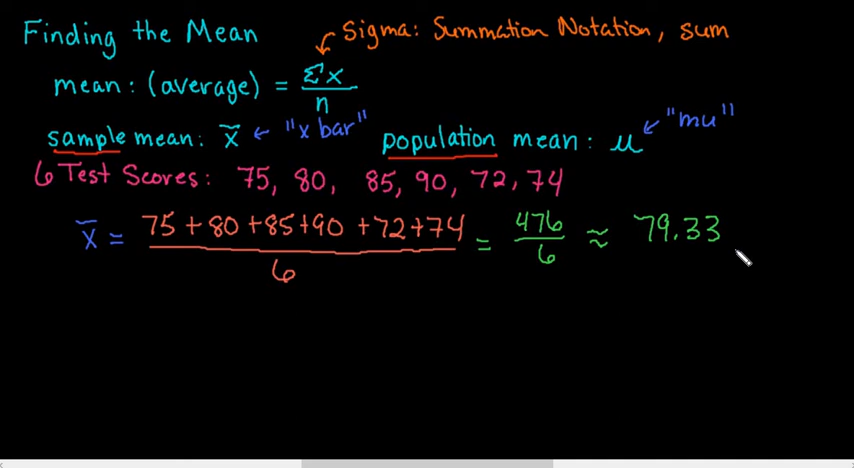 Finding the Mean
Sigma: Summation Notation, sum
mean: (average) = Σx
n
sample mean: x̄ ← "x bar" population mean: μ ← "mu"
6 Test Scores: 75, 80, 85, 90, 72, 74
x̄ = 75+80+85+90+72+74 = 476 ≈ 79.33
6 6